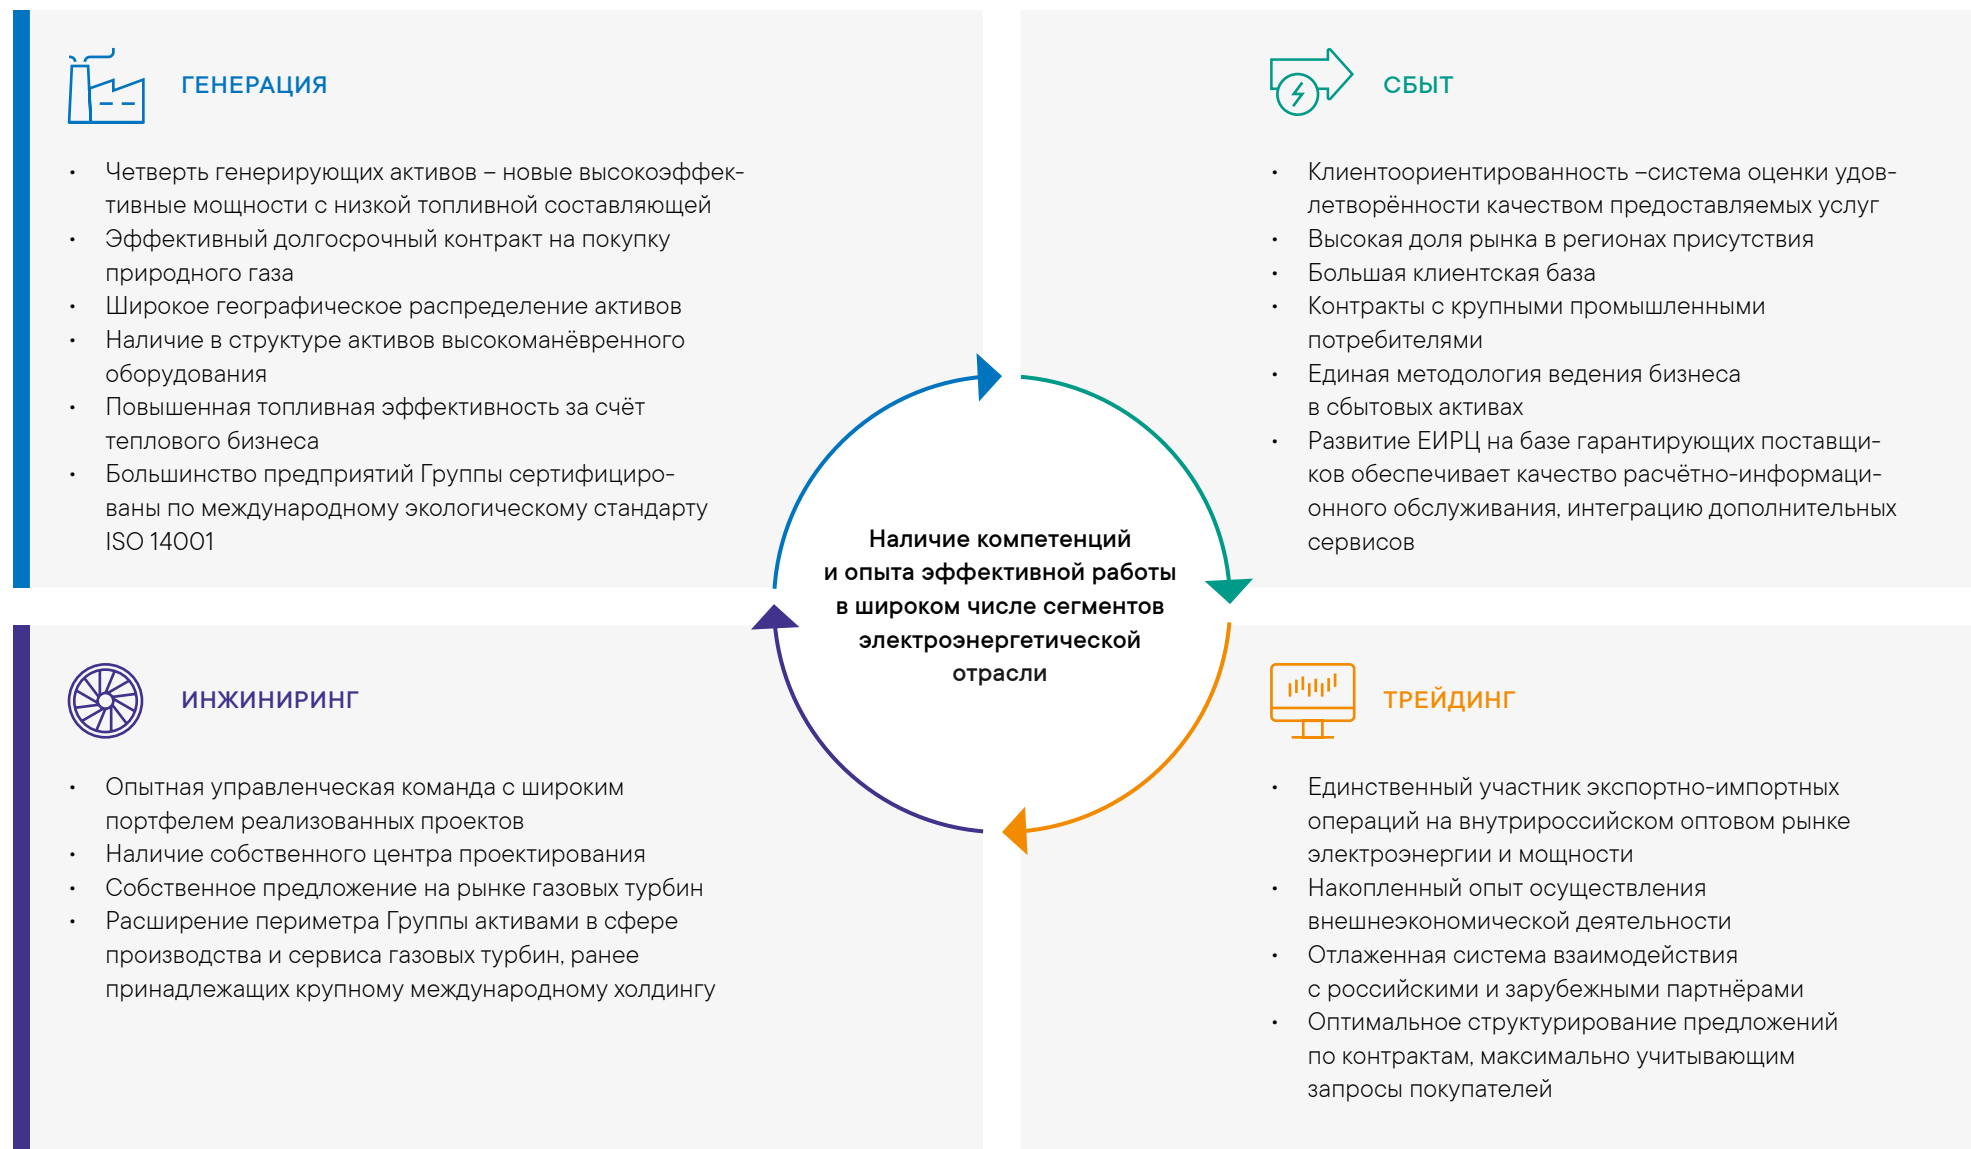 ГЕНЕРАЦИЯ
• Четверть генерирующих активов – новые высокоэффек-
тивные мощности с низкой топливной составляющей
• Эффективный долгосрочный контракт на покупку
природного газа
• Широкое географическое распределение активов
• Наличие в структуре активов высокоманёвренного
оборудования
• Повышенная топливная эффективность за счёт
теплового бизнеса
• Большинство предприятий Группы сертифициро-
ваны по международному экологическому стандарту
ISO 14001
СБЫТ
• Клиентоориентированность –система оценки удов-
летворённости качеством предоставляемых услуг
• Высокая доля рынка в регионах присутствия
• Большая клиентская база
• Контракты с крупными промышленными
потребителями
• Единая методология ведения бизнеса
в сбытовых активах
• Развитие ЕИРЦ на базе гарантирующих поставщи-
ков обеспечивает качество расчётно-информаци-
онного обслуживания, интеграцию дополнительных
сервисов
Наличие компетенций
и опыта эффективной работы
в широком числе сегментов
электроэнергетической
отрасли
ИНЖИНИРИНГ
• Опытная управленческая команда с широким
портфелем реализованных проектов
• Наличие собственного центра проектирования
• Собственное предложение на рынке газовых турбин
• Расширение периметра Группы активами в сфере
производства и сервиса газовых турбин, ранее
принадлежащих крупному международному холдингу
ТРЕЙДИНГ
• Единственный участник экспортно-импортных
операций на внутрироссийском оптовом рынке
электроэнергии и мощности
• Накопленный опыт осуществления
внешнеэкономической деятельности
• Отлаженная система взаимодействия
с российскими и зарубежными партнёрами
• Оптимальное структурирование предложений
по контрактам, максимально учитывающим
запросы покупателей